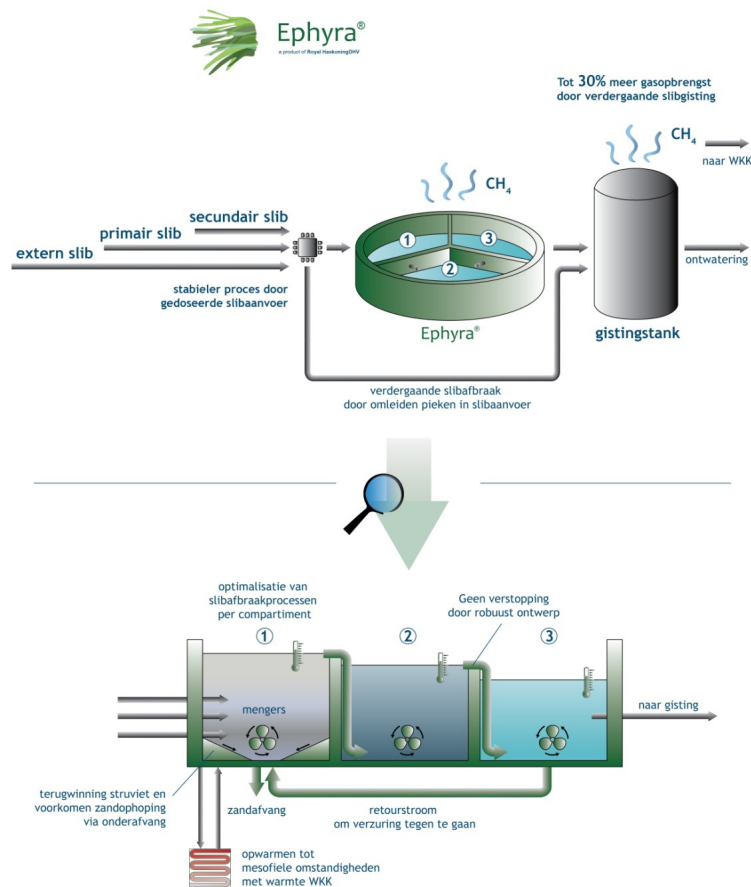 Ephyra®
a product of Royal HaskoningDHV
Tot 30% meer gasopbrengst
door verdergaande slibgisting
CH4
naar WKK
secundair slib
primair slib
extern slib
CH4
1
3
2
stabieler proces door
gedoseerde slibaanvoer
Ephyra®
ontwatering
gistingstank
verdergaande slibafbraak
door omleiden pieken in slibaanvoer
optimalisatie van
slibafbraakprocessen
per compartiment
Geen verstopping
door robuust ontwerp
1
2
3
mengers
naar gisting
terugwinning struviet en
voorkomen zandophoping
via onderafvang
zandafvang
retourstroom
om verzuring tegen te gaan
opwarmen tot
mesofiele omstandigheden
met warmte WKK